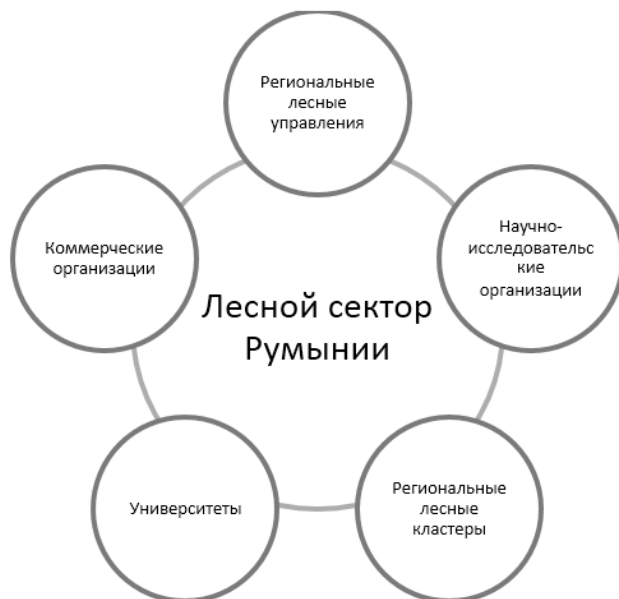 Региональные
лесные
управления
Научно-
исследовательс
кие
организации
Коммерческие
организации
Лесной сектор
Румынии
Университеты
Региональные
лесные
кластеры